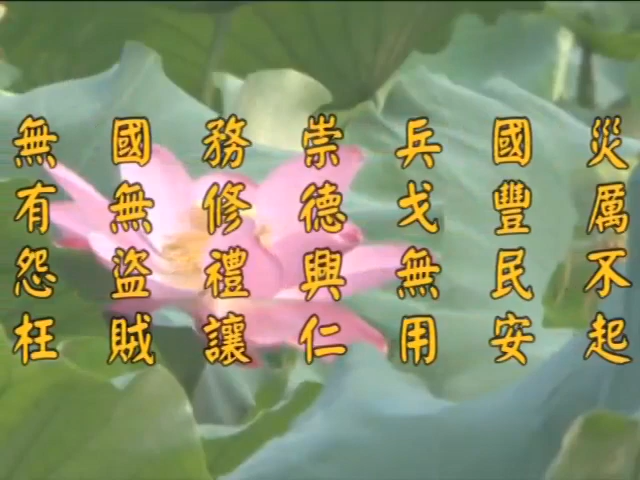 災厲不起
國豐民安
兵戈無用
崇德興仁
務修禮讓
國無盜賊
無有怨枉